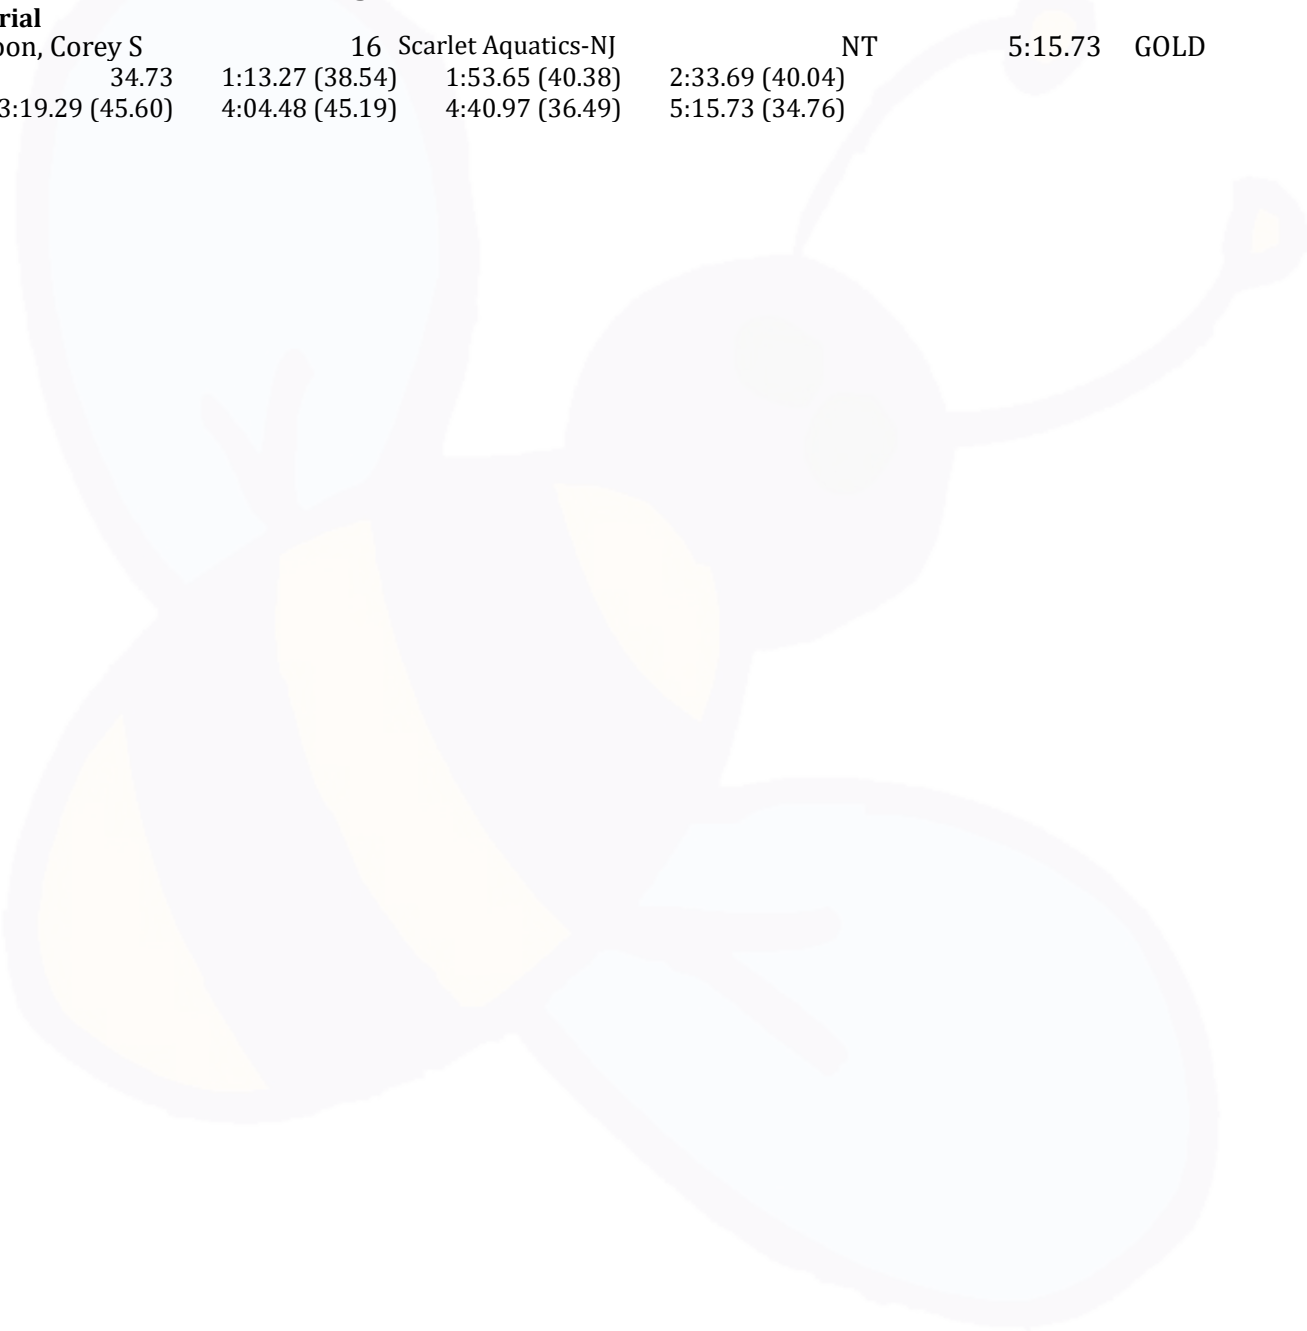 rial
oon, Corey S 16 Scarlet Aquatics-NJ NT 5:15.73 GOLD
34.73 1:13.27 (38.54) 1:53.65 (40.38) 2:33.69 (40.04)
3:19.29 (45.60) 4:04.48 (45.19) 4:40.97 (36.49) 5:15.73 (34.76)